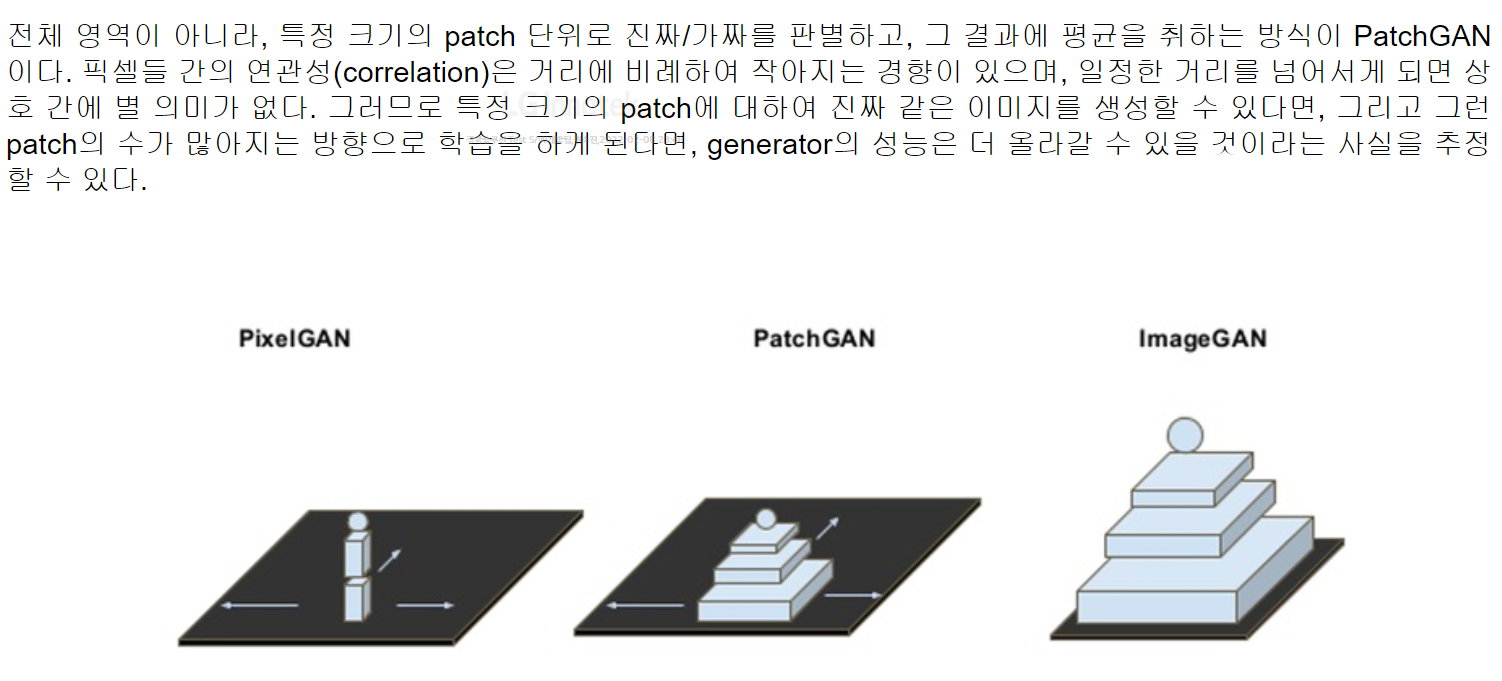 전체 영역이 아니라, 특정 크기의 patch 단위로 진짜/가짜를 판별하고, 그 결과에 평균을 취하는 방식이 PatchGAN
이다. 픽셀들 간의 연관성(correlation)은 거리에 비례하여 작아지는 경향이 있으며, 일정한 거리를 넘어서게 되면 상
호 간에 별 의미가 없다. 그러므로 특정 크기의 patch에 대하여 진짜 같은 이미지를 생성할 수 있다면, 그리고 그런
patch의 수가 많아지는 방향으로 학습을 하게 된다면, generator의 성능은 더 올라갈 수 있을 것이라는 사실을 추정
할 수 있다.
PixelGAN PatchGAN ImageGAN